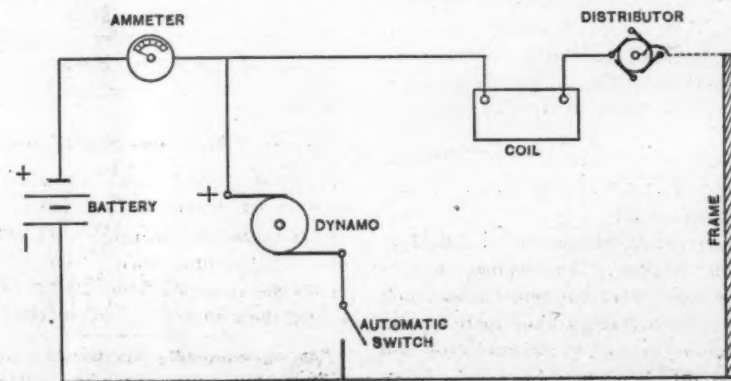 AMMETER
DISTRIBUTOR
COIL
+
BATTERY
–
+
DYNAMO
FRAME
AUTOMATIC
SWITCH